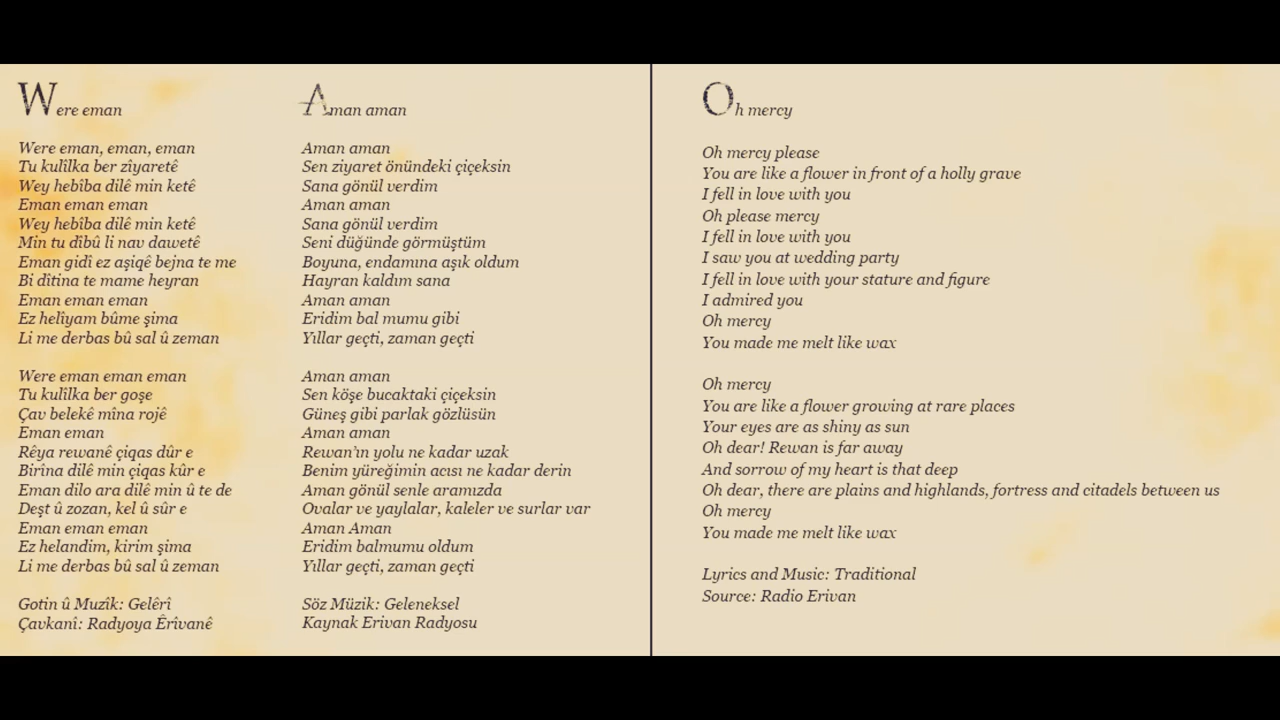 Were eman
Were eman, eman, eman
Tu kulîlka ber zîyaretê
Wey hebîba dilê min ketê
Eman eman eman
Wey hebîba dilê min ketê
Min tu dîbû li nav dawetê
Eman gidî ez aşiqê bejna te me
Bi dîtina te mame heyran
Eman eman eman
Ez helîyam bûme şima
Li me derbas bû sal û zeman
Were eman eman eman
Tu kulîlka ber goşe
Çav belekê mîna rojê
Eman eman
Rêya rewanê çiqas dûr e
Birîna dilê min çiqas kûr e
Eman dilo ara dilê min û te de
Deşt û zozan, kel û sûr e
Eman eman eman
Ez helandim, kirim şima
Li me derbas bû sal û zeman
Gotin û Muzîk: Gelêrî
Çavkanî: Radyoya Êrîvanê
Aman aman
Aman aman
Sen ziyaret önündeki çiçeksin
Sana gönül verdim
Aman aman
Sana gönül verdim
Seni düğünde görmüştüm
Boyuna, endamına aşık oldum
Hayran kaldım sana
Aman aman
Eridim bal mumu gibi
Yıllar geçti, zaman geçti
Aman aman
Sen köşe bucaktaki çiçeksin
Güneş gibi parlak gözlüsün
Aman aman
Rewan'ın yolu ne kadar uzak
Benim yüreğimin acısı ne kadar derin
Aman gönül senle aramızda
Ovalar ve yaylalar, kaleler ve surlar var
Aman Aman
Eridim balmumu oldum
Yıllar geçti, zaman geçti
Söz Müzik: Geleneksel
Kaynak Erivan Radyosu
Oh mercy
Oh mercy please
You are like a flower in front of a holly grave
I fell in love with you
Oh please mercy
I fell in love with you
I saw you at wedding party
I fell in love with your stature and figure
I admired you
Oh mercy
You made me melt like wax
Oh mercy
You are like a flower growing at rare places
Your eyes are as shiny as sun
Oh dear! Rewan is far away
And sorrow of my heart is that deep
Oh dear, there are plains and highlands, fortress and citadels between us
Oh mercy
You made me melt like wax
Lyrics and Music: Traditional
Source: Radio Erivan